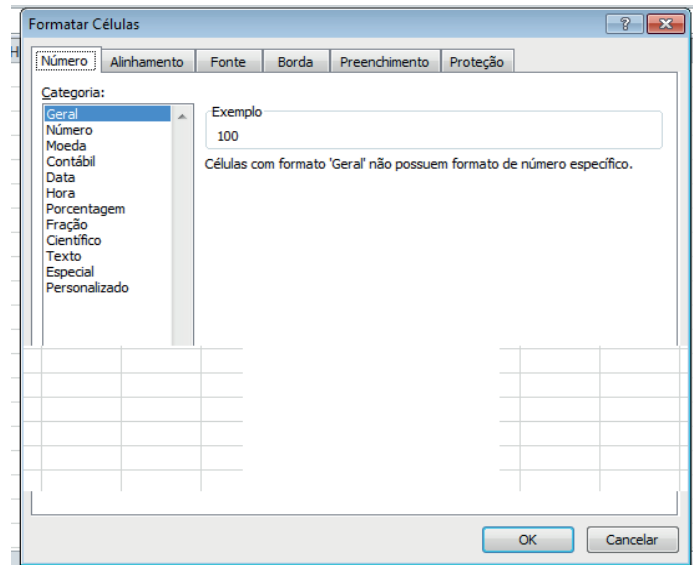 Formatar Células
H
Número Alinhamento Fonte Borda Preenchimento Proteção
Categoria:
Geral
Número
Moeda
Contábil
Data
Hora
Porcentagem
Fração
Científico
Texto
Especial
Personalizado
Exemplo
100
Células com formato 'Geral' não possuem formato de número específico.
OK Cancelar